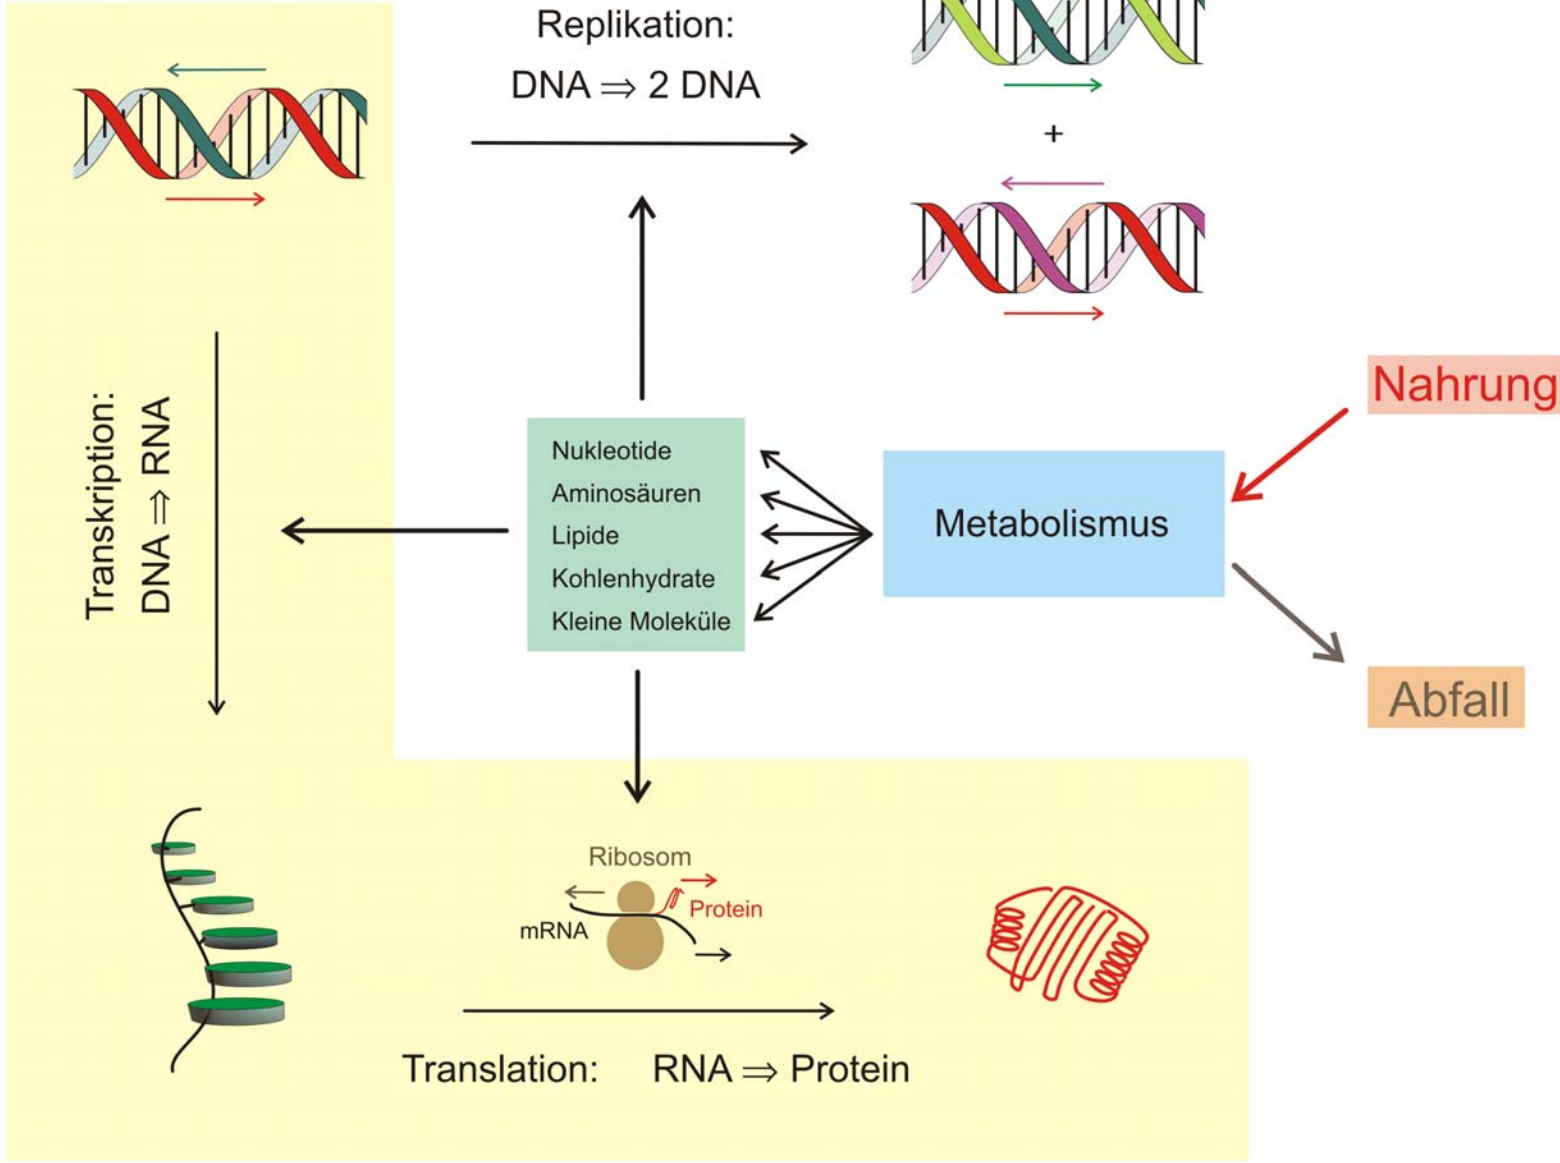 Replikation:
DNA ⇒ 2 DNA
+
Nahrung
Transkription:
DNA ⇒ RNA
Nukleotide
Aminosäuren
Lipide
Kohlenhydrate
Kleine Moleküle
Metabolismus
Abfall
Ribosom
Protein
mRNA
Translation: RNA ⇒ Protein